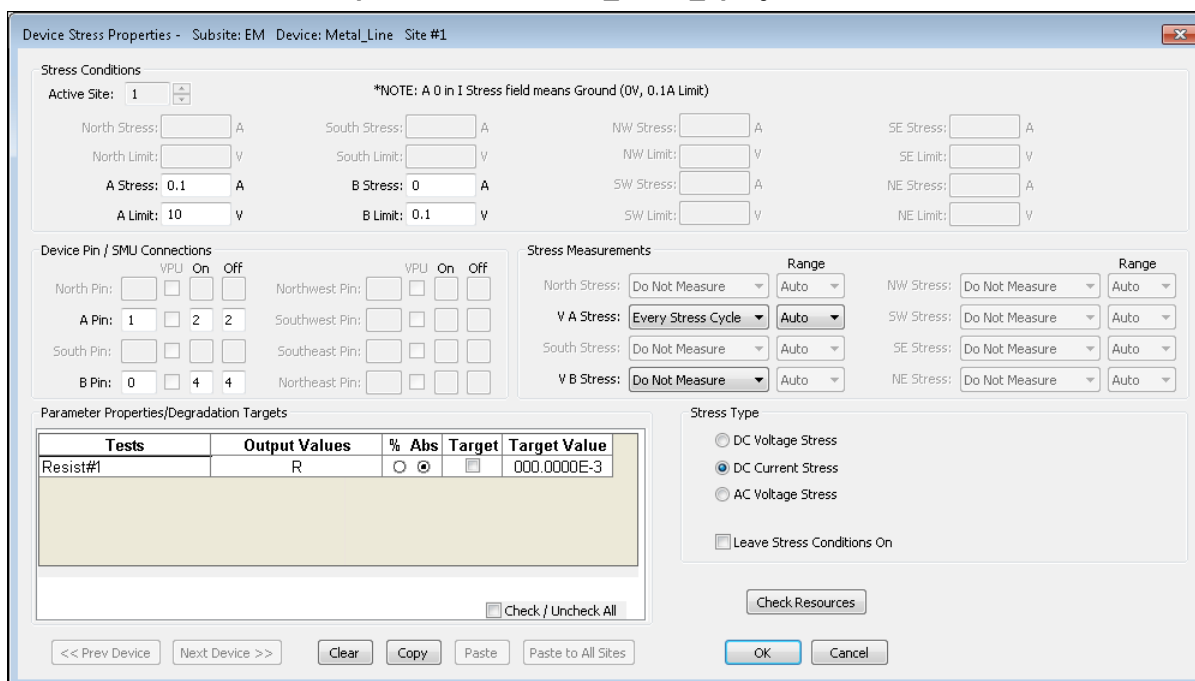 Device Stress Properties - Subsite: EM Device: Metal_Line Site #1
Stress Conditions
Active Site: 1
*NOTE: A 0 in I Stress field means Ground (0V, 0.1A Limit)
North Stress: A South Stress: A NW Stress: A SE Stress: A
North Limit: V South Limit: V NW Limit: V SE Limit: V
A Stress: 0.1 A B Stress: 0 A SW Stress: A NE Stress: A
A Limit: 10 V B Limit: 0.1 V SW Limit: V NE Limit: V
Device Pin / SMU Connections
VPU On Off VPU On Off
North Pin: Northwest Pin:
A Pin: 1 2 2 Southwest Pin:
South Pin: Southeast Pin:
B Pin: 0 4 4 Northeast Pin:
Stress Measurements
Range Range
North Stress: Do Not Measure Auto NW Stress: Do Not Measure Auto
V A Stress: Every Stress Cycle Auto SW Stress: Do Not Measure Auto
South Stress: Do Not Measure Auto SE Stress: Do Not Measure Auto
V B Stress: Do Not Measure Auto NE Stress: Do Not Measure Auto
Parameter Properties/Degradation Targets
Tests Output Values % Abs Target Target Value
Resist#1 R 000.0000E-3
Check / Uncheck All
Stress Type
DC Voltage Stress
DC Current Stress
AC Voltage Stress
Leave Stress Conditions On
Check Resources
<< Prev Device Next Device >> Clear Copy Paste Paste to All Sites OK Cancel